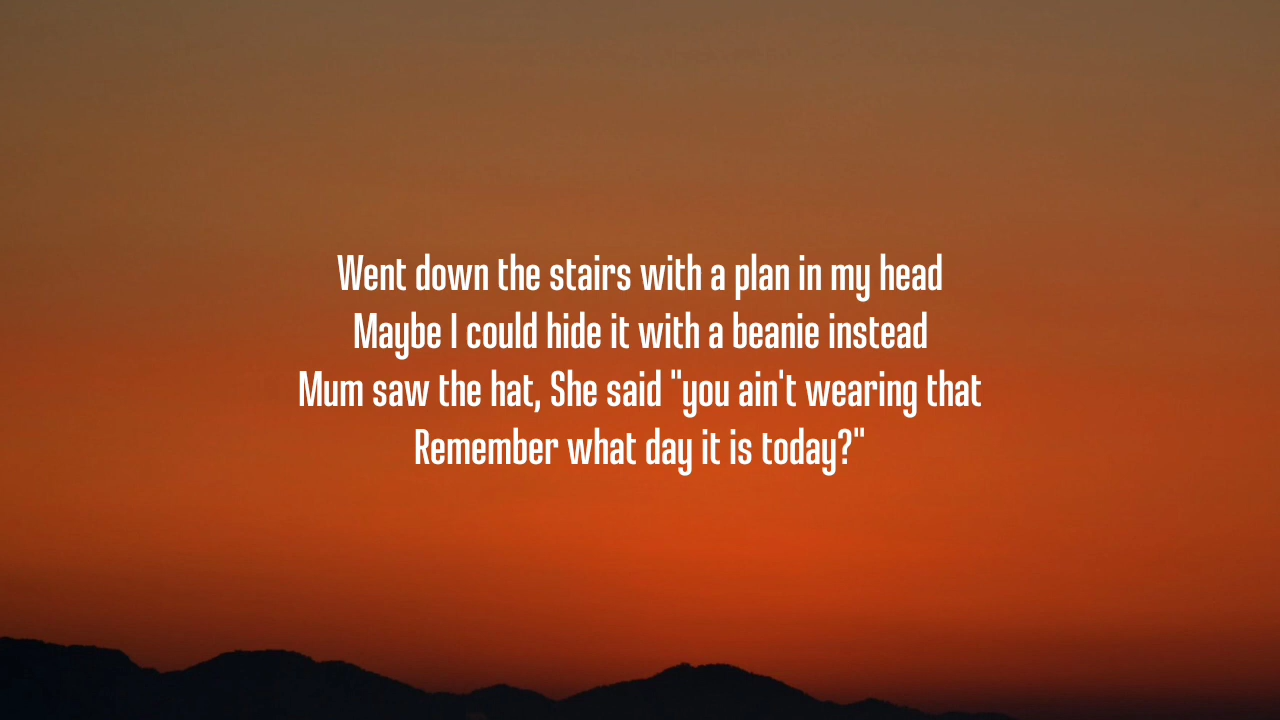 Went down the stairs with a plan in my head
Maybe I could hide it with a beanie instead
Mum saw the hat, She said "you ain't wearing that
Remember what day it is today?"